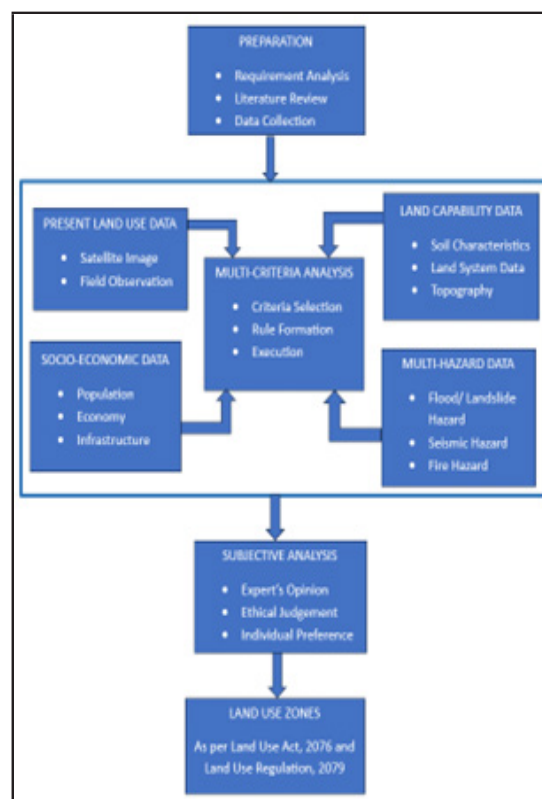 PREPARATION
• Requirement Analysis
• Literature Review
• Data Collection
PRESENT LAND USE DATA
• Satellite Image
• Field Observation
LAND CAPABILITY DATA
• Soil Characteristics
• Land System Data
• Topography
MULTI-CRITERIA ANALYSIS
• Criteria Selection
• Rule Formation
• Execution
SOCIO-ECONOMIC DATA
• Population
• Economy
• Infrastructure
MULTI-HAZARD DATA
• Flood/ Landslide
Hazard
• Seismic Hazard
• Fire Hazard
SUBJECTIVE ANALYSIS
• Expert's Opinion
• Ethical Judgement
• Individual Preference
LAND USE ZONES
As per Land Use Act, 2076 and
Land Use Regulation, 2079